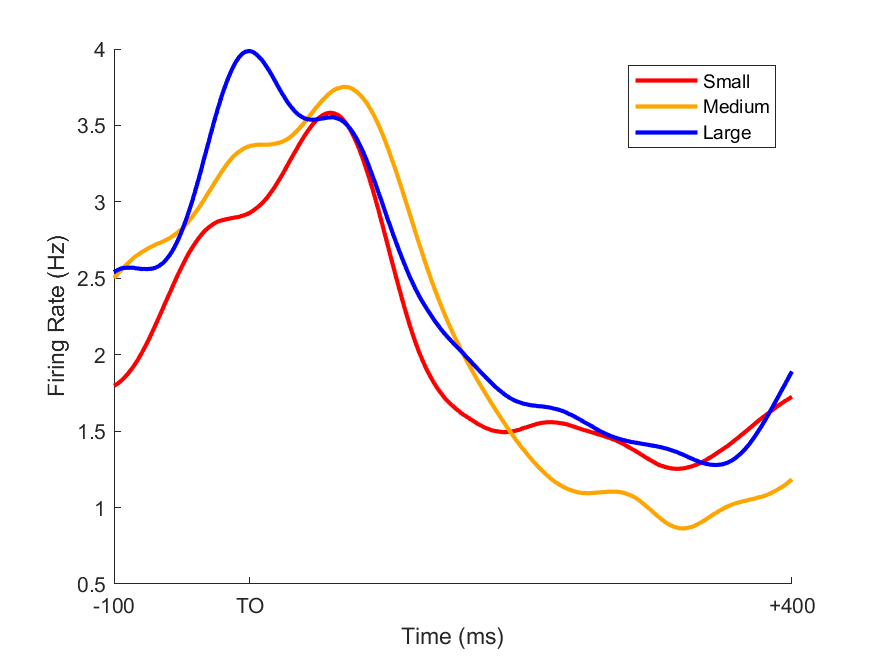 4
3.5
3
2.5
2
1.5
1
0.5
Firing Rate (Hz)
-100
TO
+400
Time (ms)
Small
Medium
Large